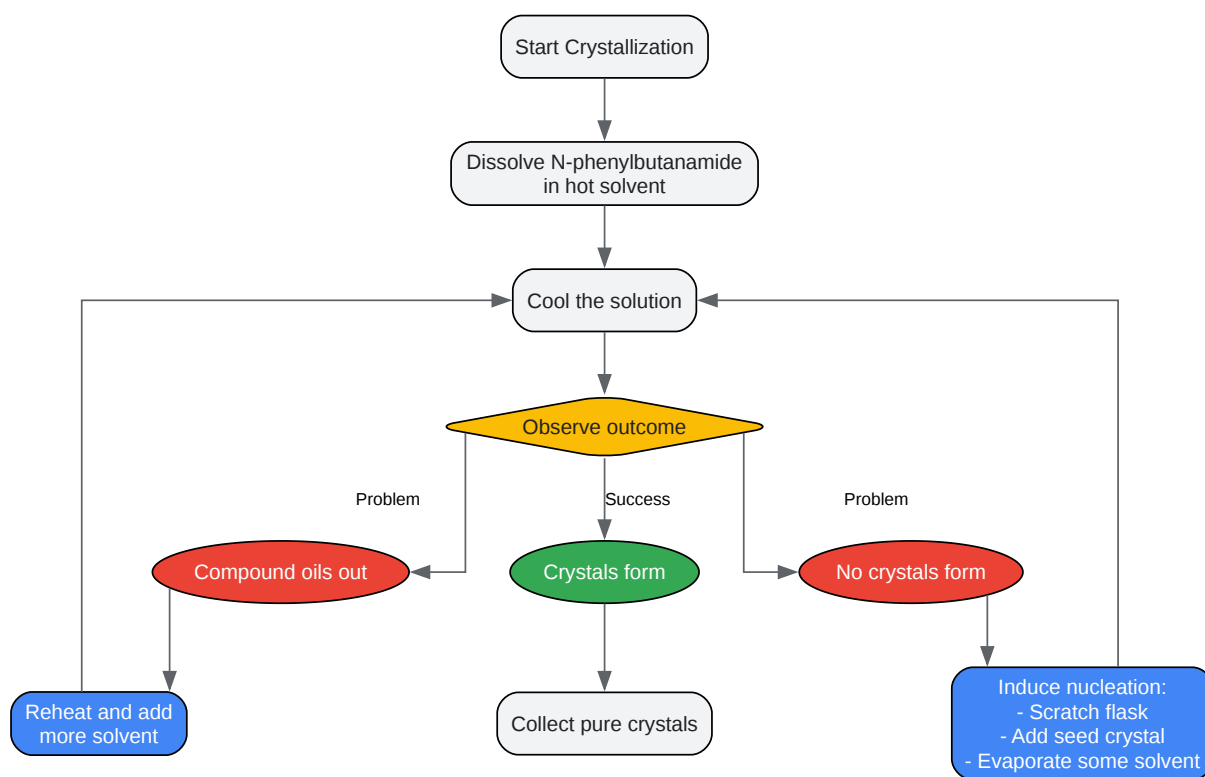 Start Crystallization
Dissolve N-phenylbutanamide
in hot solvent
Cool the solution
Observe outcome
Problem
Success
Problem
Compound oils out
Crystals form
No crystals form
Reheat and add
more solvent
Collect pure crystals
Induce nucleation:
- Scratch flask
- Add seed crystal
- Evaporate some solvent